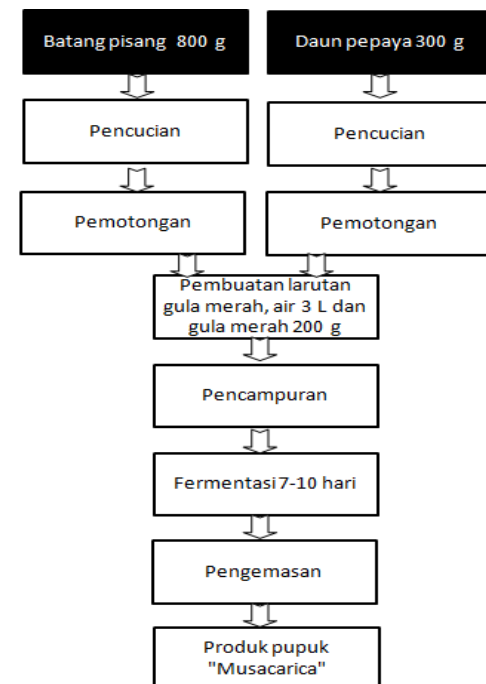 Batang pisang 800 g
Daun pepaya 300 g
Pencucian
Pencucian
Pemotongan
Pemotongan
Pembuatan larutan
gula merah, air 3 L dan
gula merah 200 g
Pencampuran
Fermentasi 7-10 hari
Pengemasan
Produk pupuk
"Musacarica"